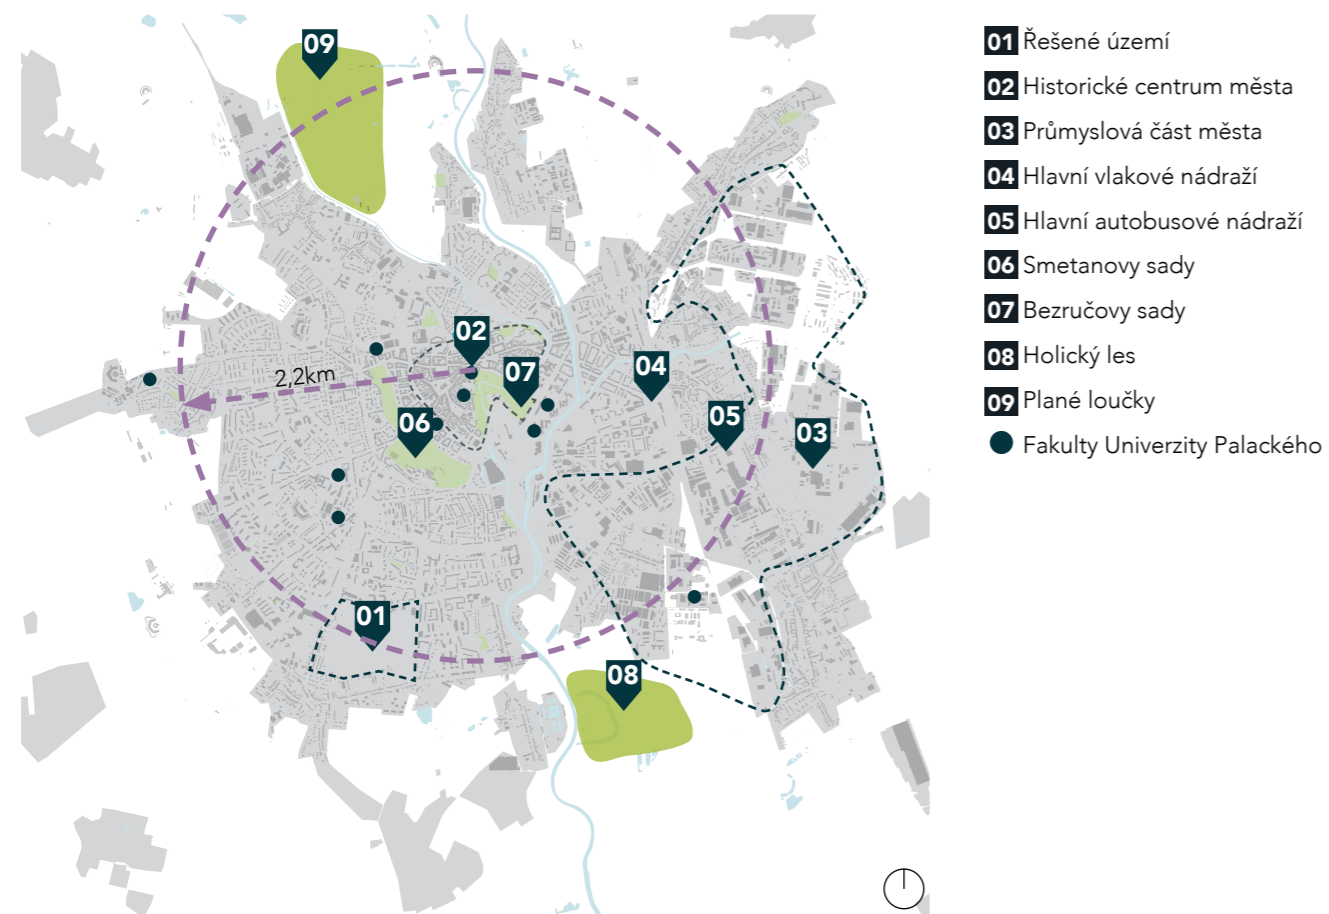 09
02
2,2km
07
04
06
05
03
01
08
01 Řešené území
02 Historické centrum města
03 Průmyslová část města
04 Hlavní vlakové nádraží
05 Hlavní autobusové nádraží
06 Smetanovy sady
07 Bezručovy sady
08 Holický les
09 Plané loučky
Fakulty Univerzity Palackého